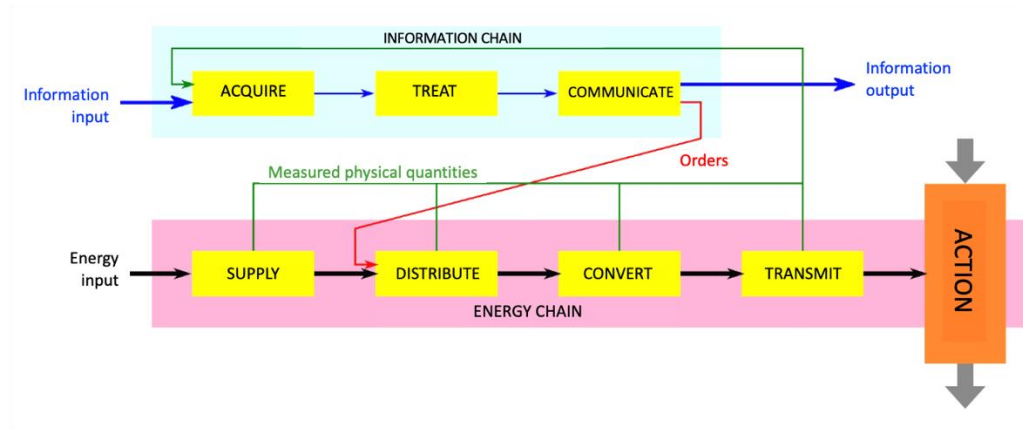 INFORMATION CHAIN
Information
input
ACQUIRE
TREAT
COMMUNICATE
Information
output
Orders
Measured physical quantities
Energy
input
SUPPLY
DISTRIBUTE
CONVERT
TRANSMIT
ACTION
ENERGY CHAIN